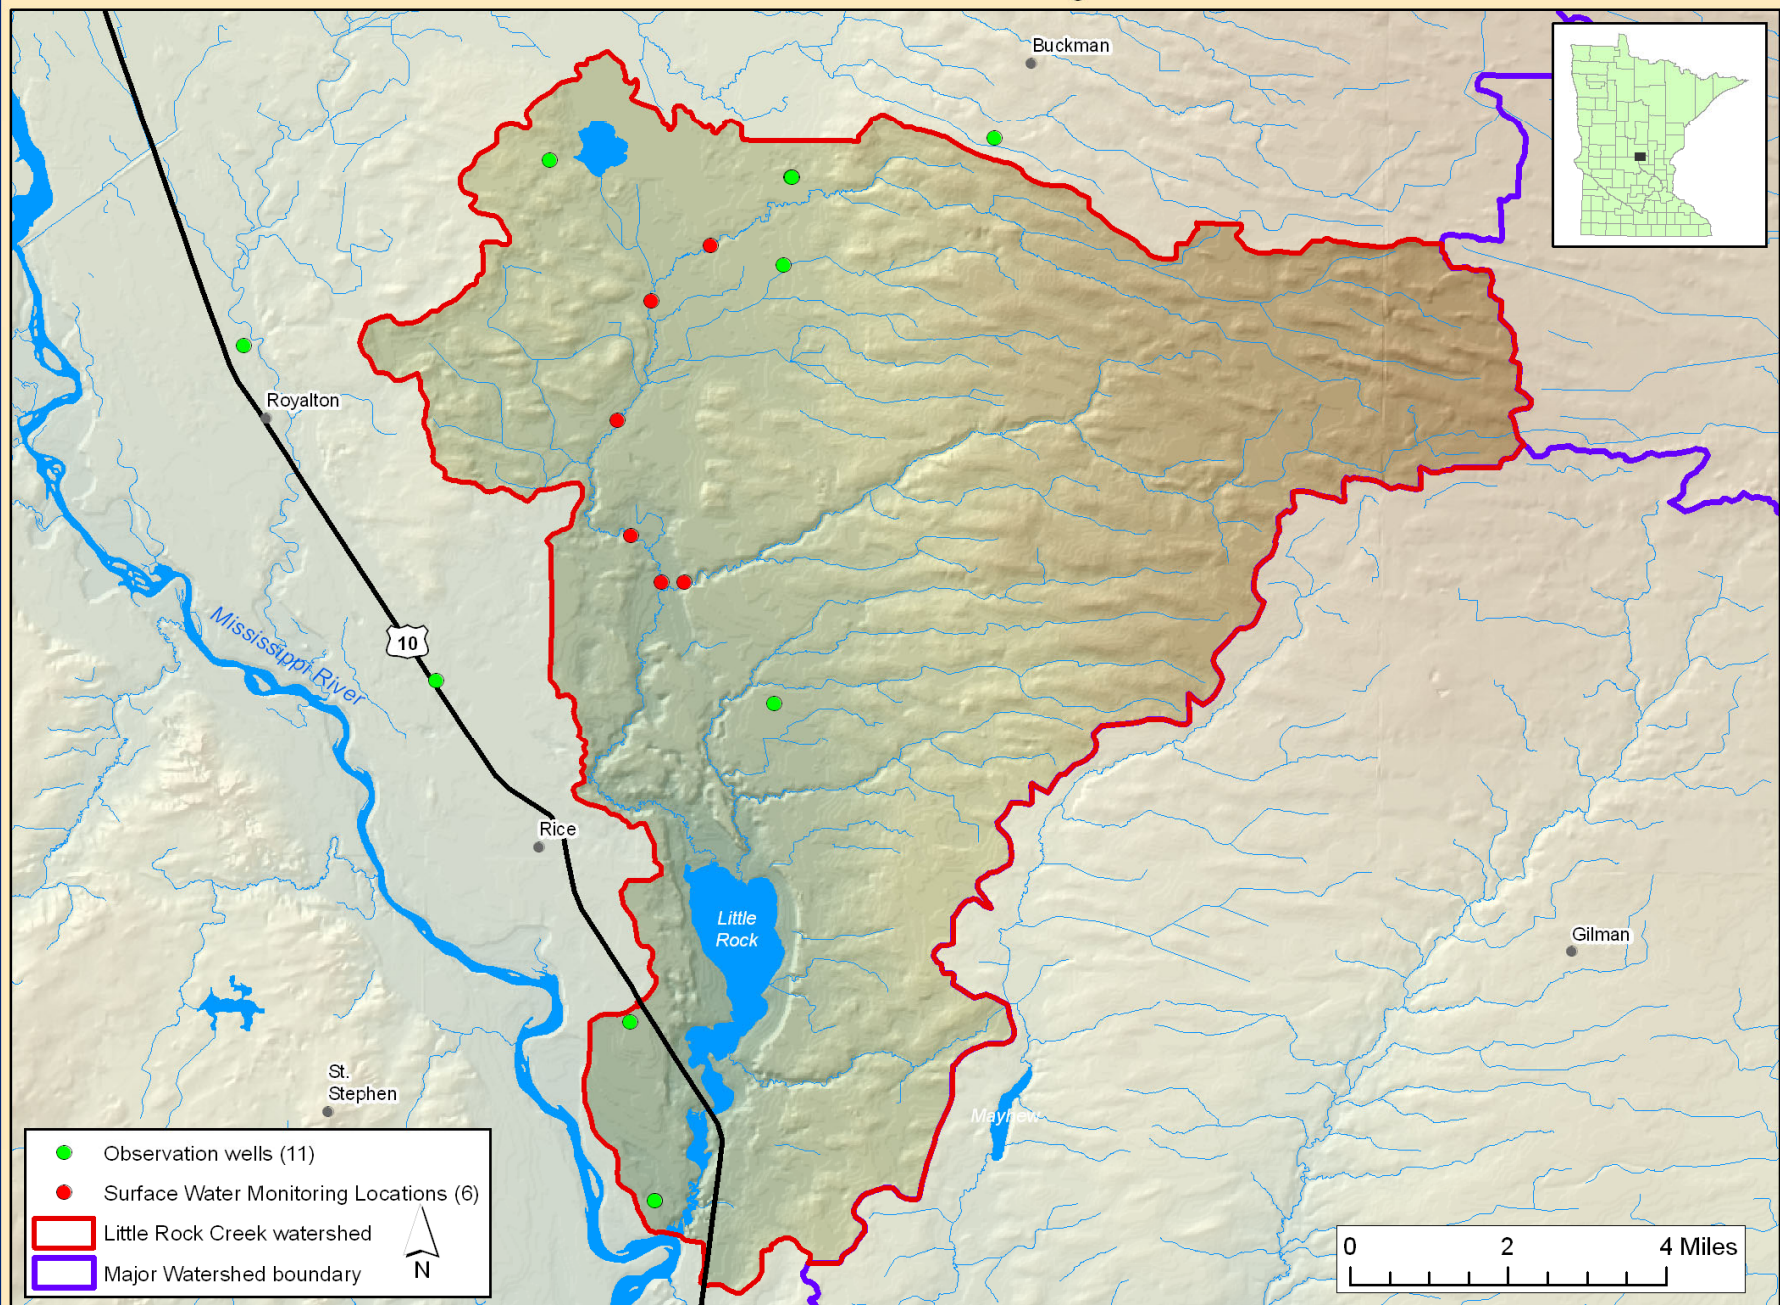 Buckman
Royalton
10
Mississippi River
Rice
Little
Rock
Gilman
St.
Stephen
Mayhew
Observation wells (11)
Surface Water Monitoring Locations (6)
Little Rock Creek watershed
Major Watershed boundary
N
0 2 4 Miles